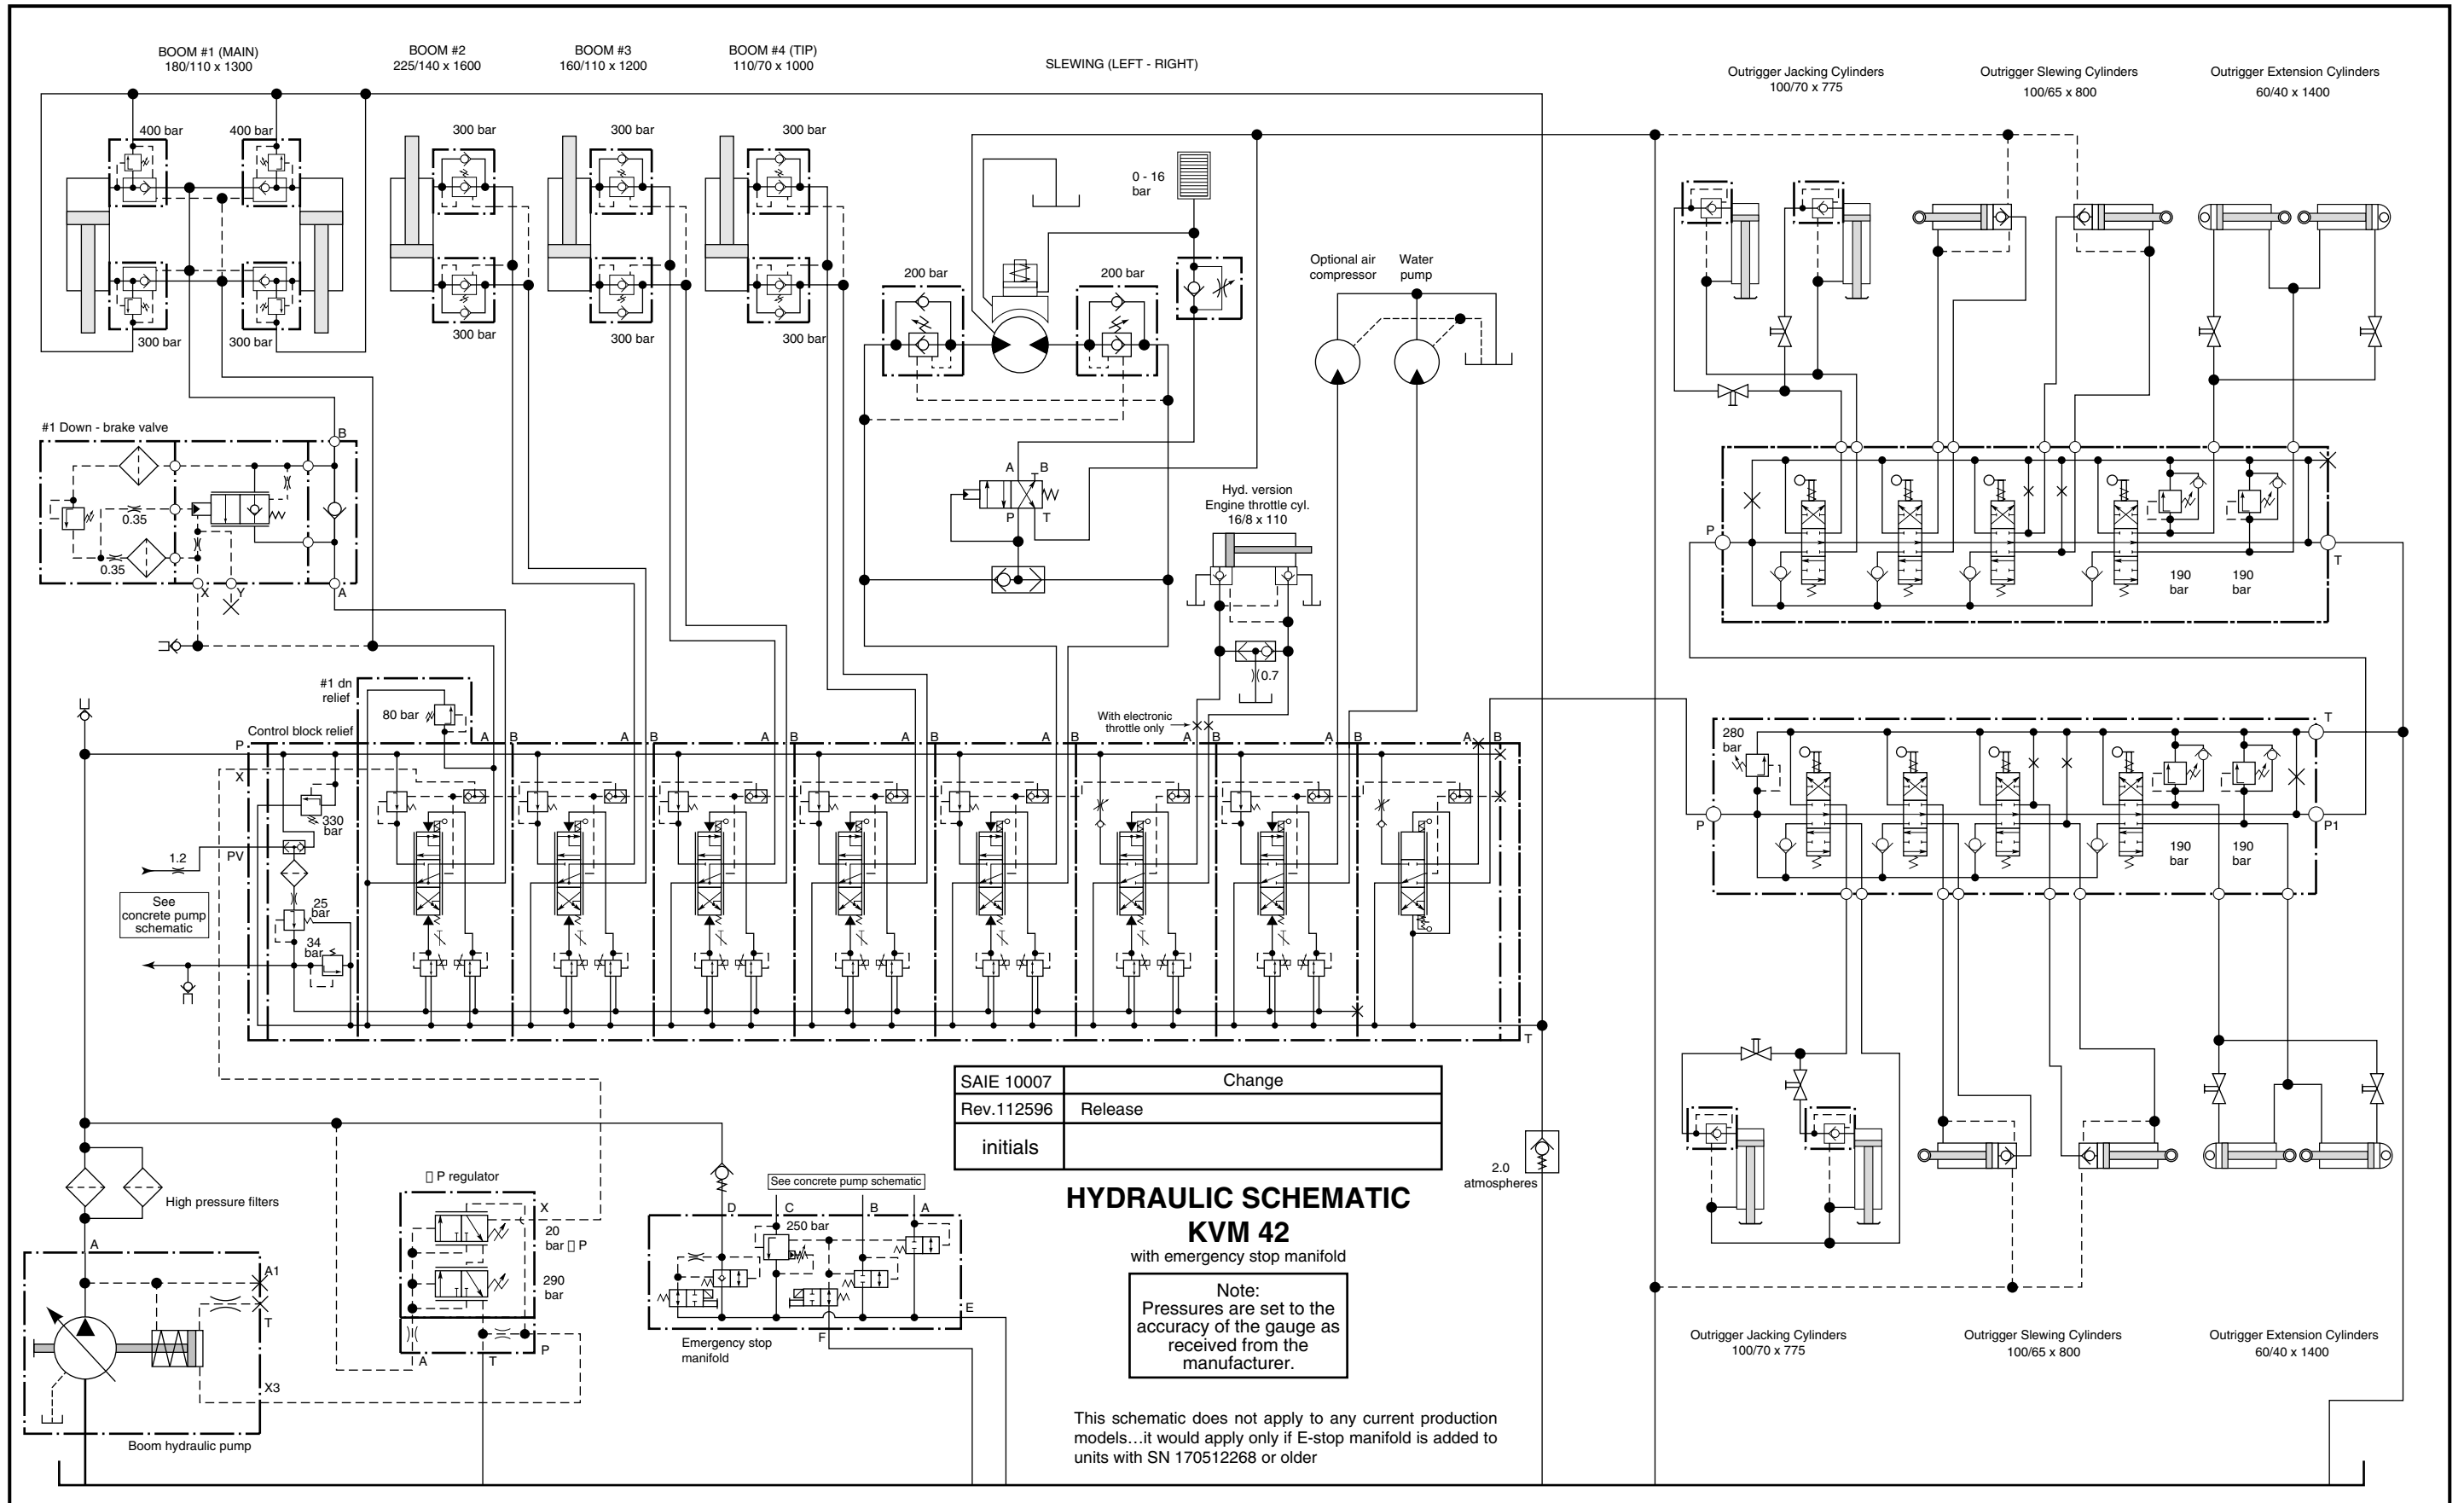 BOOM #1 (MAIN)
180/110 x 1300
BOOM #2
225/140 x 1600
BOOM #3
160/110 x 1200
BOOM #4 (TIP)
110/70 x 1000
SLEWING (LEFT - RIGHT)
Outrigger Jacking Cylinders
100/70 x 775
Outrigger Slewing Cylinders
100/65 x 800
Outrigger Extension Cylinders
60/40 x 1400
400 bar
400 bar
300 bar
300 bar
300 bar
300 bar
300 bar
300 bar
300 bar
300 bar
0 - 16
bar
200 bar
200 bar
Optional air
compressor
Water
pump
#1 Down - brake valve
B
0.35
0.35
X
Y
A
A
B
P
T
Hyd. version
Engine throttle cyl.
16/8 x 110
0.7
P
T
190
bar
190
bar
#1 dn
relief
80 bar
Control block relief
With electronic
throttle only
P
X
A
B
A
B
A
B
A
B
A
B
A
B
A
B
A
B
330
bar
PV
1.2
See
concrete pump
schematic
25
bar
34
bar
T
280
bar
T
P
P1
190
bar
190
bar
SAIE 10007
Change
Rev.112596
Release
initials
2.0
atmospheres
HYDRAULIC SCHEMATIC
KVM 42
with emergency stop manifold
Note:
Pressures are set to the
accuracy of the gauge as
received from the
manufacturer.
This schematic does not apply to any current production
models…it would apply only if E-stop manifold is added to
units with SN 170512268 or older
High pressure filters
▯ P regulator
X
20
bar ▯ P
290
bar
A
T
P
A
A1
T
X3
Boom hydraulic pump
See concrete pump schematic
D
C
B
A
250 bar
E
F
Emergency stop
manifold
Outrigger Jacking Cylinders
100/70 x 775
Outrigger Slewing Cylinders
100/65 x 800
Outrigger Extension Cylinders
60/40 x 1400